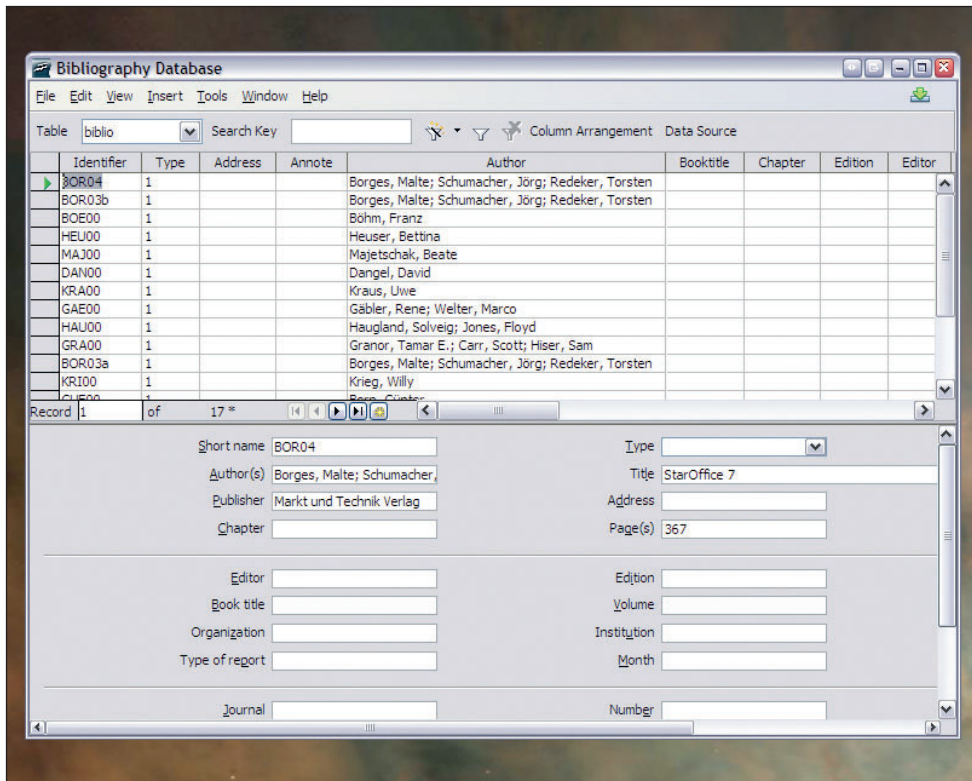 Bibliography Database
File Edit View Insert Tools Window Help
Table biblio Search Key Column Arrangement Data Source
Identifier Type Address Annote Author Booktitle Chapter Edition Editor
BOR04 1 Borges, Malte; Schumacher, Jörg; Redeker, Torsten
BOR03b 1 Borges, Malte; Schumacher, Jörg; Redeker, Torsten
BOE00 1 Böhm, Franz
HEU00 1 Heuser, Bettina
MAJ00 1 Majetschak, Beate
DAN00 1 Dangel, David
KRA00 1 Kraus, Uwe
GAE00 1 Gäbler, Rene; Welter, Marco
HAU00 1 Haugland, Solveig; Jones, Floyd
GRA00 1 Granor, Tamar E.; Carr, Scott; Hiser, Sam
BOR03a 1 Borges, Malte; Schumacher, Jörg; Redeker, Torsten
KRI00 1 Krieg, Willy
Record 1 of 17 *
Short name BOR04 Type
Author(s) Borges, Malte; Schumacher, Title StarOffice 7
Publisher Markt und Technik Verlag Address
Chapter Page(s) 367
Editor Edition
Book title Volume
Organization Institution
Type of report Month
Journal Number